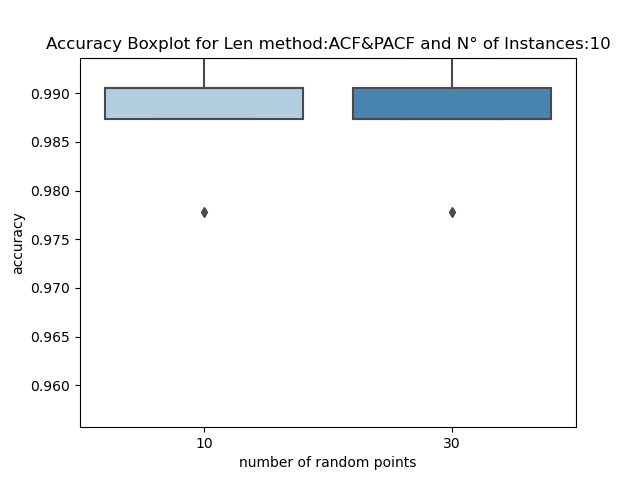 Accuracy Boxplot for Len method:ACF&PACF and N° of Instances:10
0.990
0.985
0.980
0.975
0.970
0.965
0.960
accuracy
10 30
number of random points